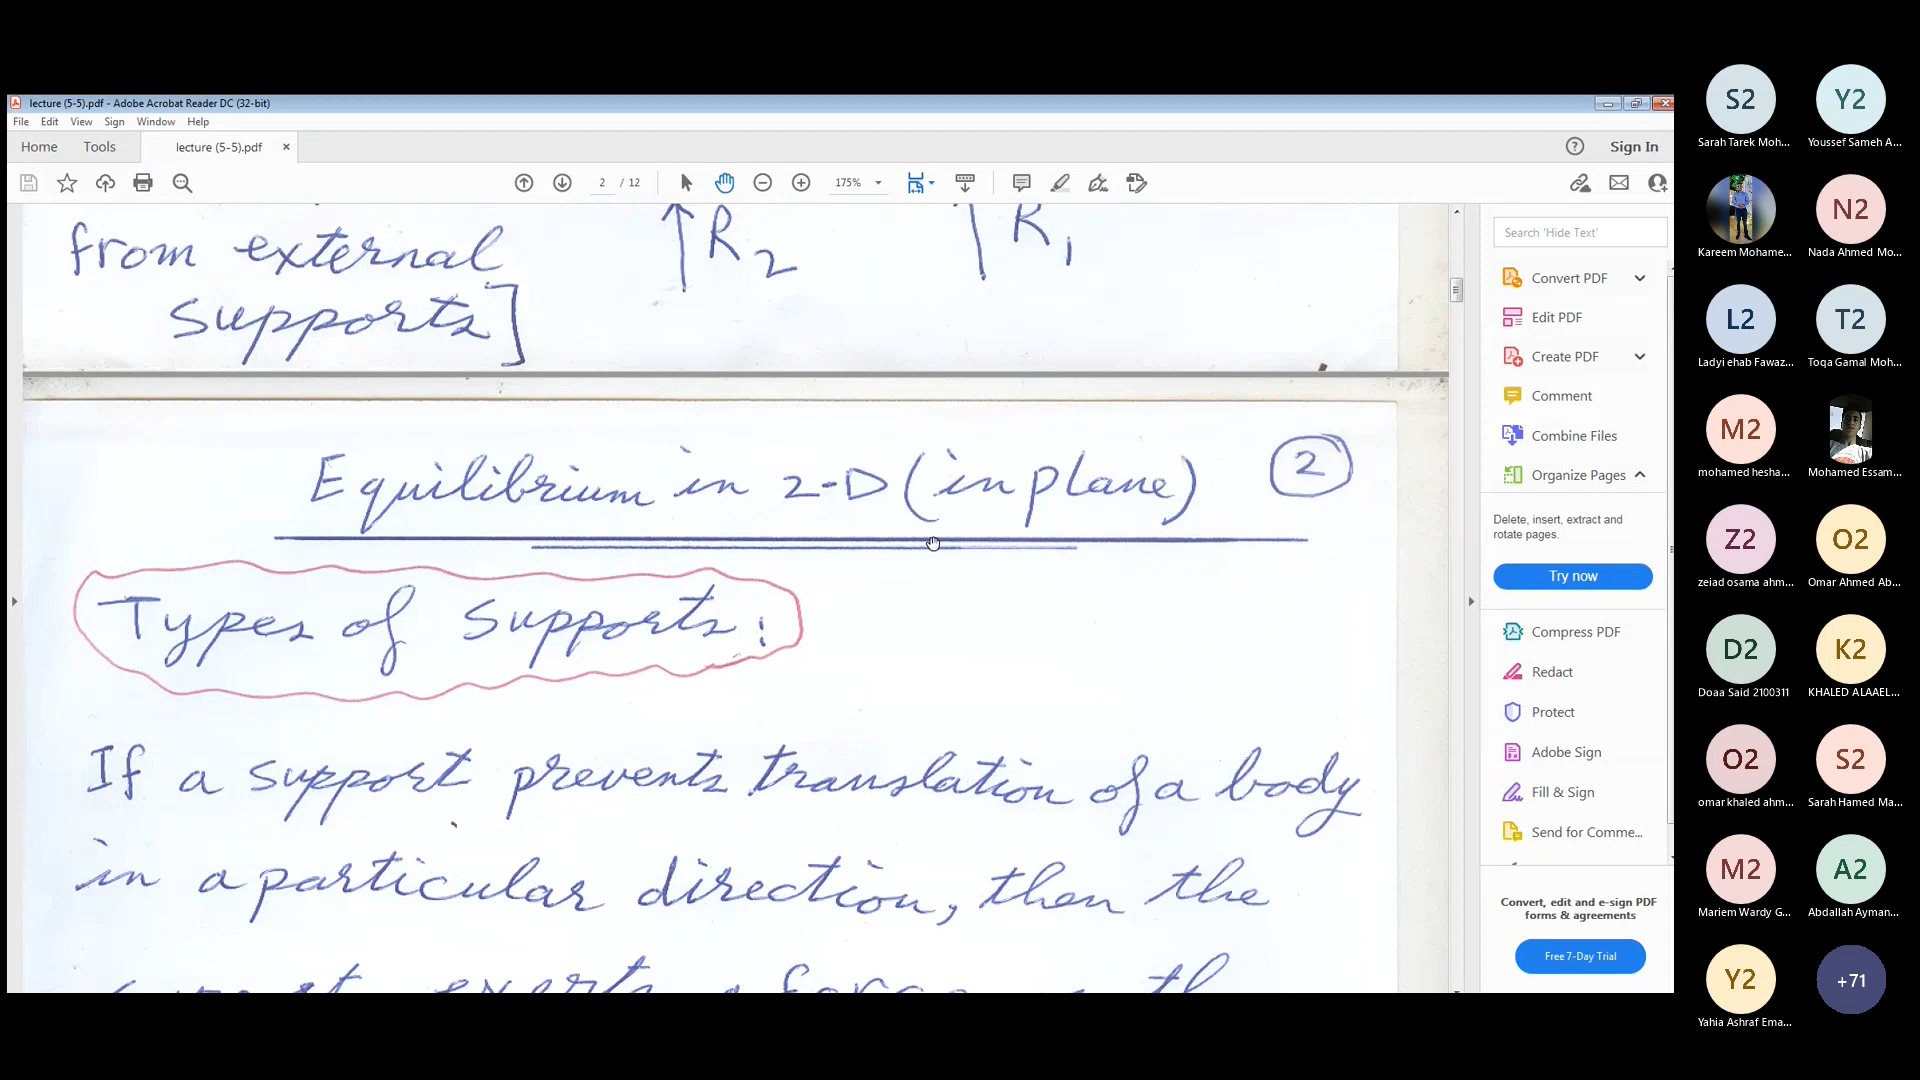 lecture (5-5).pdf - Adobe Acrobat Reader DC (32-bit)
File Edit View Sign Window Help
Home Tools lecture (5-5).pdf × Sign In
2 / 12 175%
from external
supports]
R2
R1
Equilibrium in 2-D (in plane) 2
Types of supports:
If a support prevents translation of a body
in a particular direction, then the
support exerts a force
Search 'Hide Text'
Convert PDF
Edit PDF
Create PDF
Comment
Combine Files
Organize Pages
Delete, insert, extract and
rotate pages.
Try now
Compress PDF
Redact
Protect
Adobe Sign
Fill & Sign
Send for Comme...
Convert, edit and e-sign PDF
forms & agreements
Free 7-Day Trial
S2 Y2
Sarah Tarek Moh... Youssef Sameh A...
N2
Kareem Mohame... Nada Ahmed Mo...
L2 T2
Ladyi ehab Fawaz... Toqa Gamal Moh...
M2
mohamed hesha... Mohamed Essam...
Z2 O2
zeiad osama ahm... Omar Ahmed Ab...
D2 K2
Doaa Said 2100311 KHALED ALAAEL...
O2 S2
omar khaled ahm... Sarah Hamed Ma...
M2 A2
Mariem Wardy G... Abdallah Ayman...
Y2 +71
Yahia Ashraf Ema...